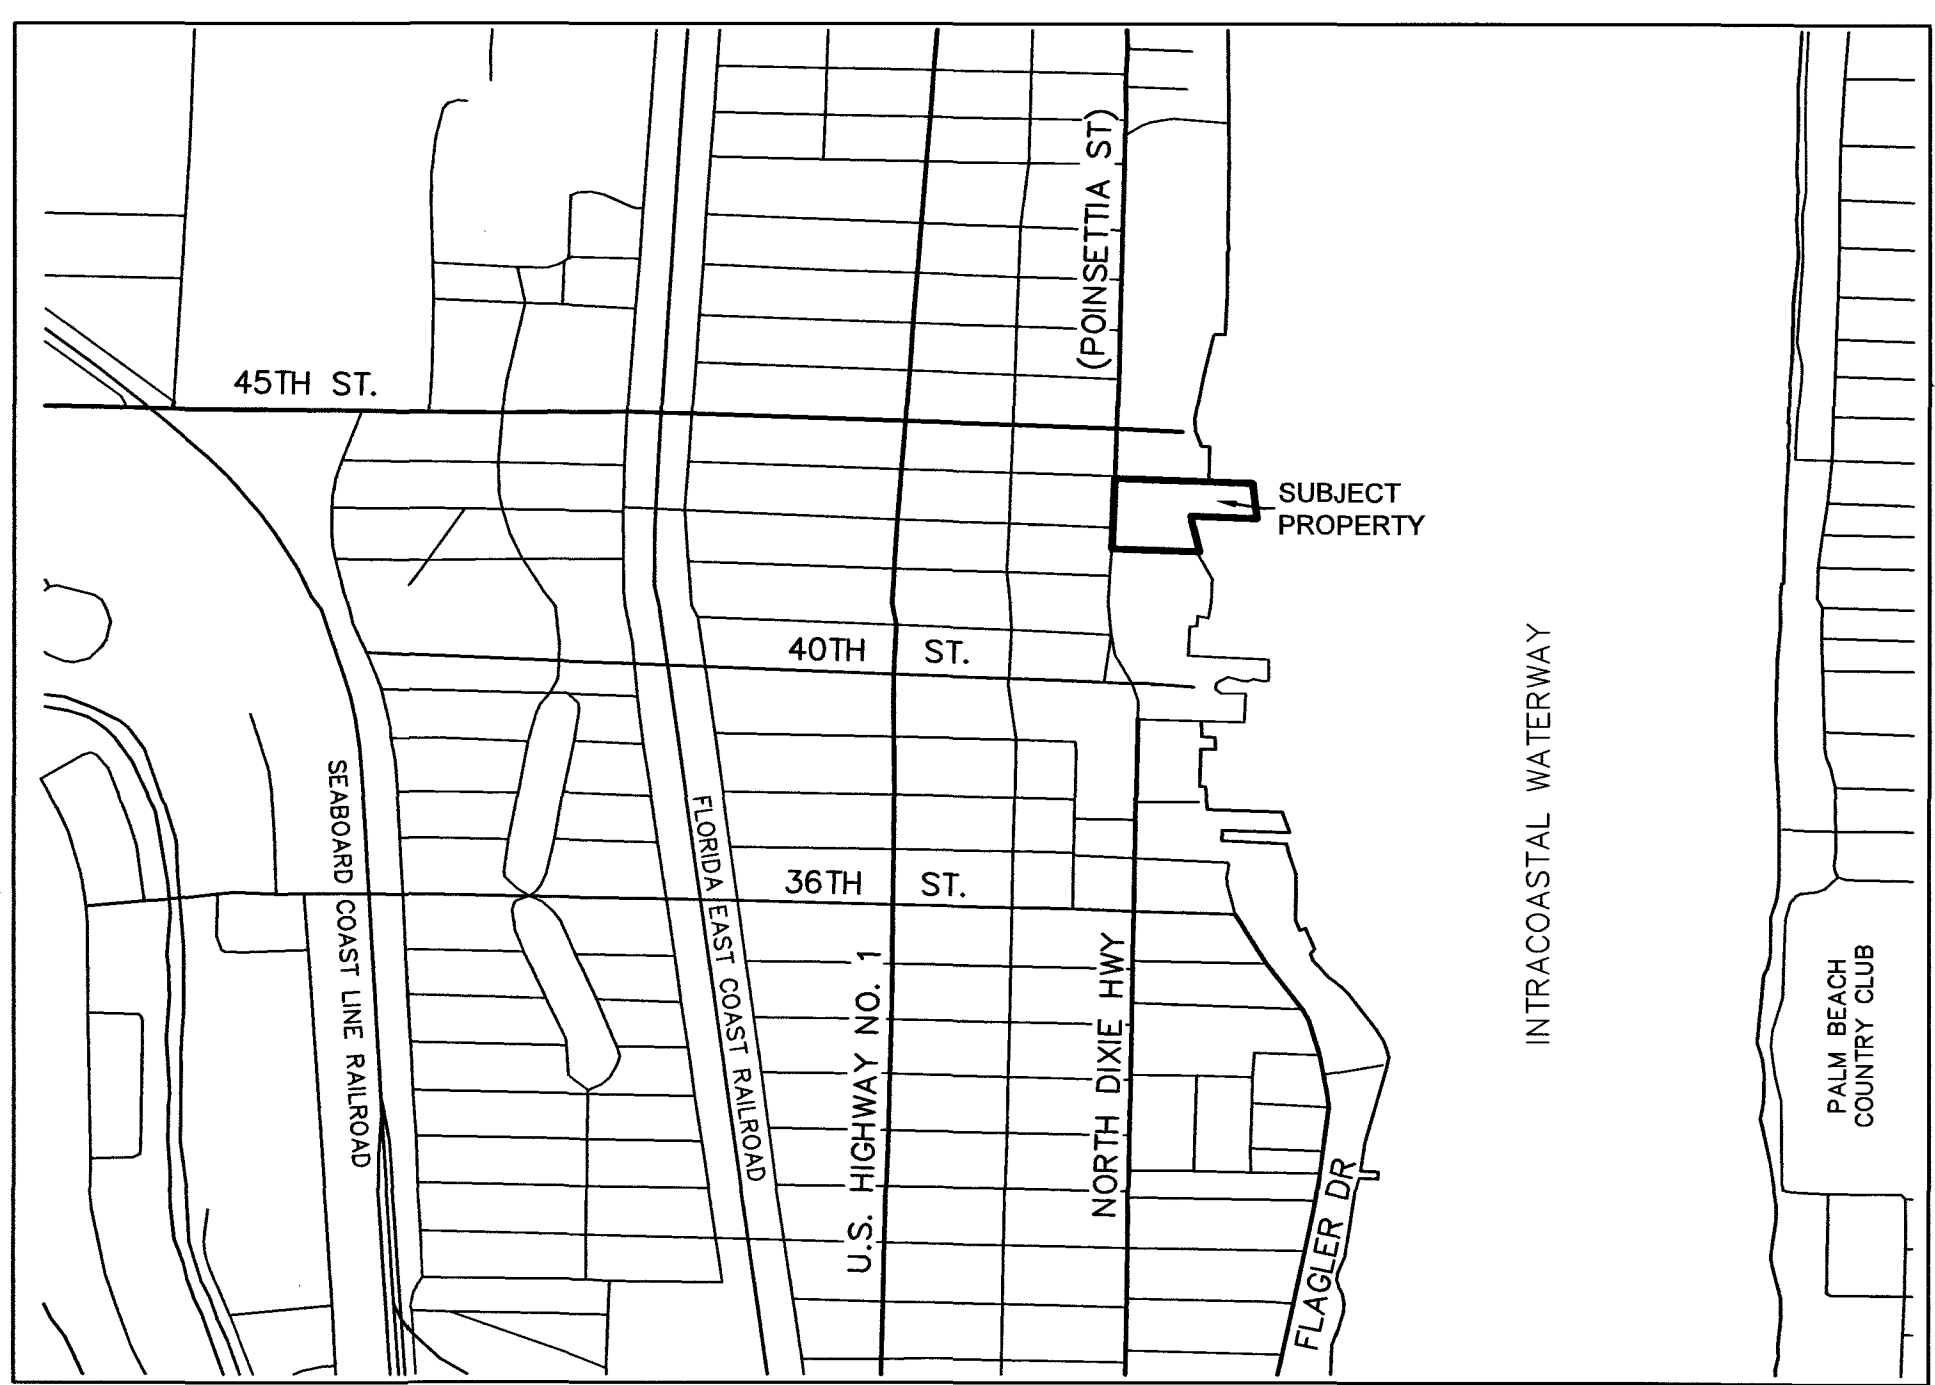 (POINSETTIA ST)
45TH ST.
SUBJECT
PROPERTY
40TH ST.
INTRACOASTAL WATERWAY
SEABOARD COAST LINE RAILROAD
FLORIDA EAST COAST RAILROAD
36TH ST.
U.S. HIGHWAY NO. 1
NORTH DIXIE HWY
PALM BEACH
COUNTRY CLUB
FLAGLER DR